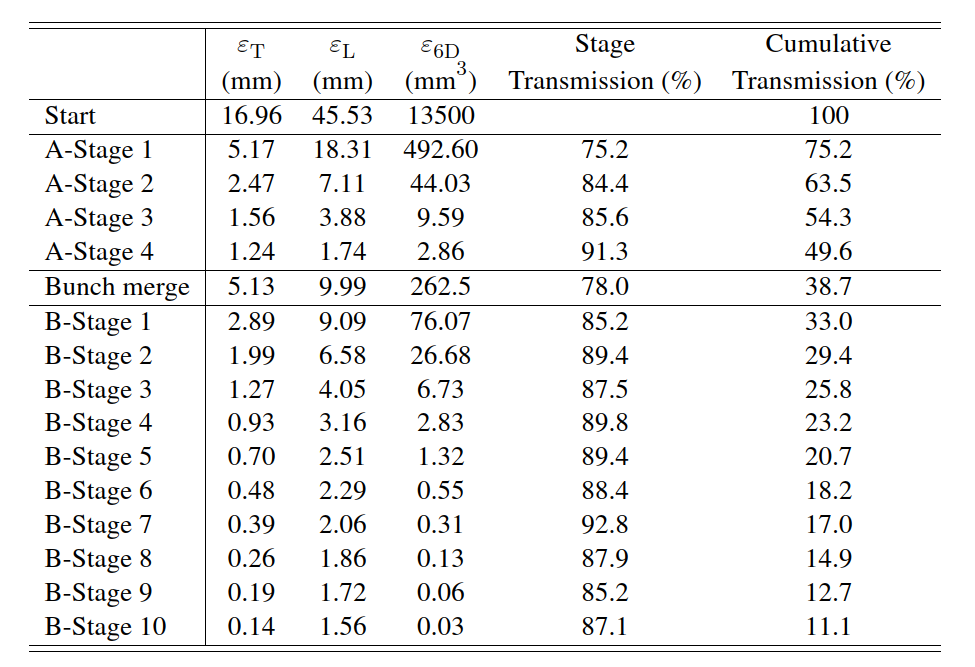 ε_T ε_L ε_6D Stage Cumulative
(mm) (mm) (mm³) Transmission (%) Transmission (%)
Start 16.96 45.53 13500 100
A-Stage 1 5.17 18.31 492.60 75.2 75.2
A-Stage 2 2.47 7.11 44.03 84.4 63.5
A-Stage 3 1.56 3.88 9.59 85.6 54.3
A-Stage 4 1.24 1.74 2.86 91.3 49.6
Bunch merge 5.13 9.99 262.5 78.0 38.7
B-Stage 1 2.89 9.09 76.07 85.2 33.0
B-Stage 2 1.99 6.58 26.68 89.4 29.4
B-Stage 3 1.27 4.05 6.73 87.5 25.8
B-Stage 4 0.93 3.16 2.83 89.8 23.2
B-Stage 5 0.70 2.51 1.32 89.4 20.7
B-Stage 6 0.48 2.29 0.55 88.4 18.2
B-Stage 7 0.39 2.06 0.31 92.8 17.0
B-Stage 8 0.26 1.86 0.13 87.9 14.9
B-Stage 9 0.19 1.72 0.06 85.2 12.7
B-Stage 10 0.14 1.56 0.03 87.1 11.1